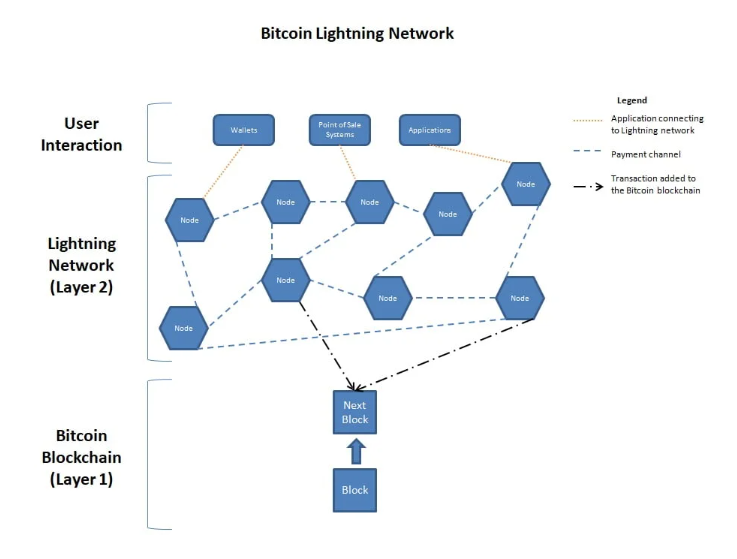 Bitcoin Lightning Network
User
Interaction
Wallets
Point of Sale
Systems
Applications
Legend
Application connecting
to Lightning network
Payment channel
Transaction added to
the Bitcoin blockchain
Lightning
Network
(Layer 2)
Node
Node
Node
Node
Node
Node
Node
Node
Node
Bitcoin
Blockchain
(Layer 1)
Next
Block
Block